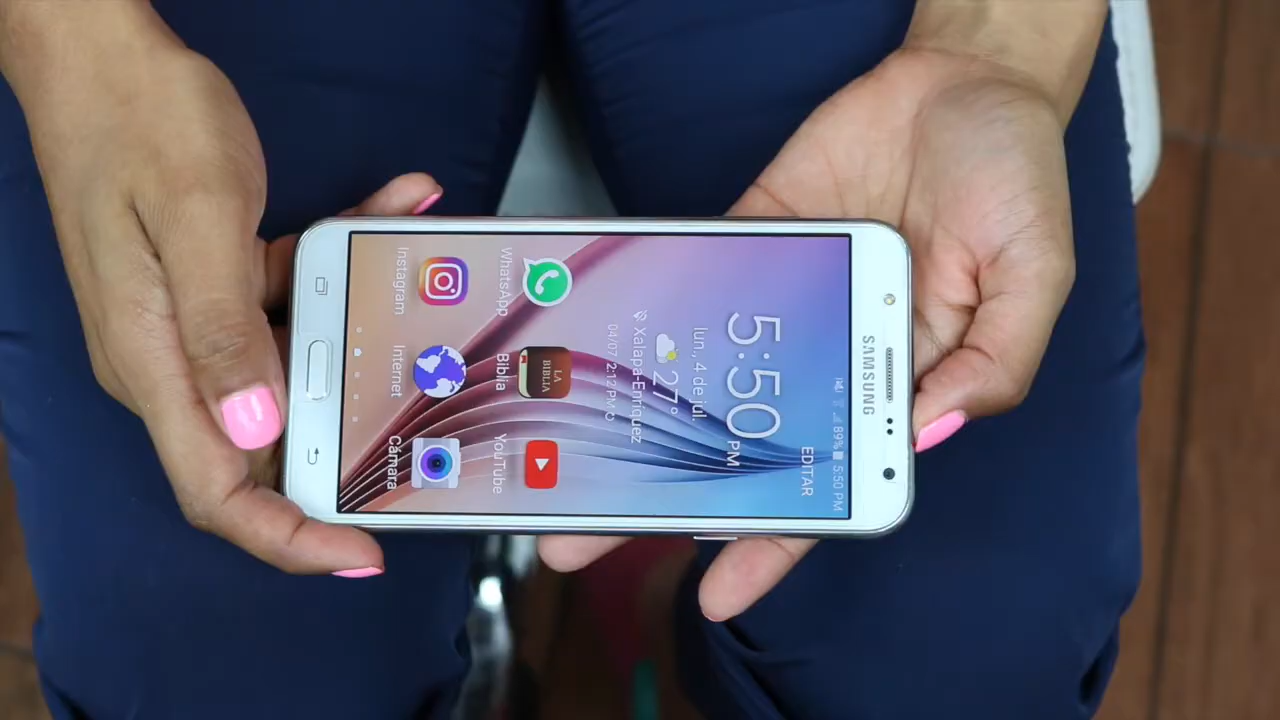 89% 5:50 PM
EDITAR
5:50 PM
lun., 4 de jul.
27°
Xalapa-Enríquez
04/07 2:12 PM
WhatsApp
LA BIBLIA
Biblia
YouTube
Instagram
Internet
Cámara
SAMSUNG